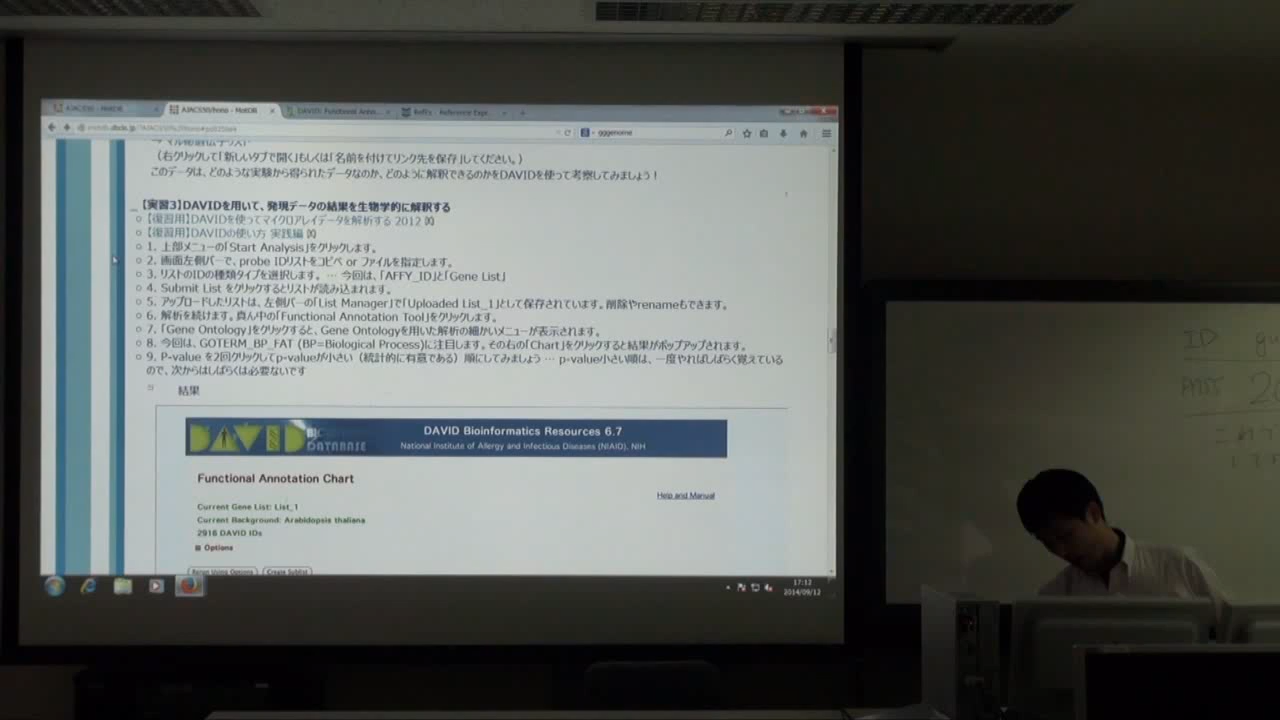 AJACS50/hono - MotDB
DAVID: Functional Anno...
RefEx - Reference Expr...
gggenome
(右クリックして「新しいタブで開く」もしくは「名前を付けてリンク先を保存」してください。)
このデータは、どのような実験から得られたデータなのか、どのように解釈できるのかをDAVIDを使って考察してみましょう!
【実習3】DAVIDを用いて、発現データの結果を生物学的に解釈する
【復習用】DAVIDを使ってマイクロアレイデータを解析する 2012
【復習用】DAVIDの使い方 実践編
1. 上部メニューの「Start Analysis」をクリックします。
2. 画面左側バーで、probe IDリストをコピペ or ファイルを指定します。
3. リストのIDの種類タイプを選択します。 … 今回は、「AFFY_ID」と「Gene List」
4. Submit List をクリックするとリストが読み込まれます。
5. アップロードしたリストは、左側バーの「List Manager」で「Uploaded List_1」として保存されています。削除やrenameもできます。
6. 解析を続けます。真ん中の「Functional Annotation Tool」をクリックします。
7. 「Gene Ontology」をクリックすると、Gene Ontologyを用いた解析の細かいメニューが表示されます。
8. 今回は、GOTERM_BP_FAT (BP=Biological Process)に注目します。その右の「Chart」をクリックすると結果がポップアップされます。
9. P-value を2回クリックしてp-valueが小さい（統計的に有意である）順にしてみましょう … p-value小さい順は、一度やればしばらく覚えている
ので、次からはしばらくは必要ないです
結果
DAVID
DATABASE
DAVID Bioinformatics Resources 6.7
National Institute of Allergy and Infectious Diseases (NIAID), NIH
Functional Annotation Chart
Help and Manual
Current Gene List: List_1
Current Background: Arabidopsis thaliana
2916 DAVID IDs
Options
Rerun Using Options
Create Sublist
17:12
2014/09/12
ID
PASS